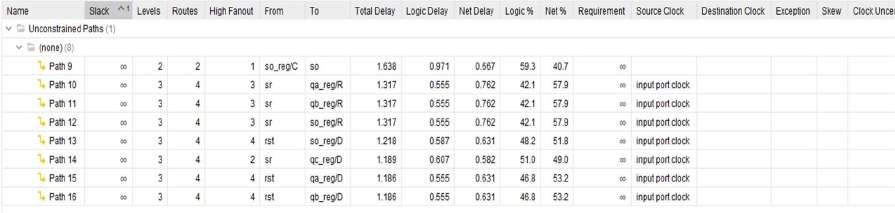 Name Slack ^1 Levels Routes High Fanout From To Total Delay Logic Delay Net Delay Logic % Net % Requirement Source Clock Destination Clock Exception Skew Clock Uncer
Unconstrained Paths (1)
(none) (8)
Path 9 ∞ 2 2 1 so_reg/C so 1.638 0.971 0.667 59.3 40.7 ∞
Path 10 ∞ 3 4 3 sr qa_reg/R 1.317 0.555 0.762 42.1 57.9 ∞ input port clock
Path 11 ∞ 3 4 3 sr qb_reg/R 1.317 0.555 0.762 42.1 57.9 ∞ input port clock
Path 12 ∞ 3 4 3 sr so_reg/R 1.317 0.555 0.762 42.1 57.9 ∞ input port clock
Path 13 ∞ 3 4 4 rst so_reg/D 1.218 0.587 0.631 48.2 51.8 ∞ input port clock
Path 14 ∞ 3 4 2 sr qc_reg/D 1.189 0.607 0.582 51.0 49.0 ∞ input port clock
Path 15 ∞ 3 4 4 rst qa_reg/D 1.186 0.555 0.631 46.8 53.2 ∞ input port clock
Path 16 ∞ 3 4 4 rst qb_reg/D 1.186 0.555 0.631 46.8 53.2 ∞ input port clock